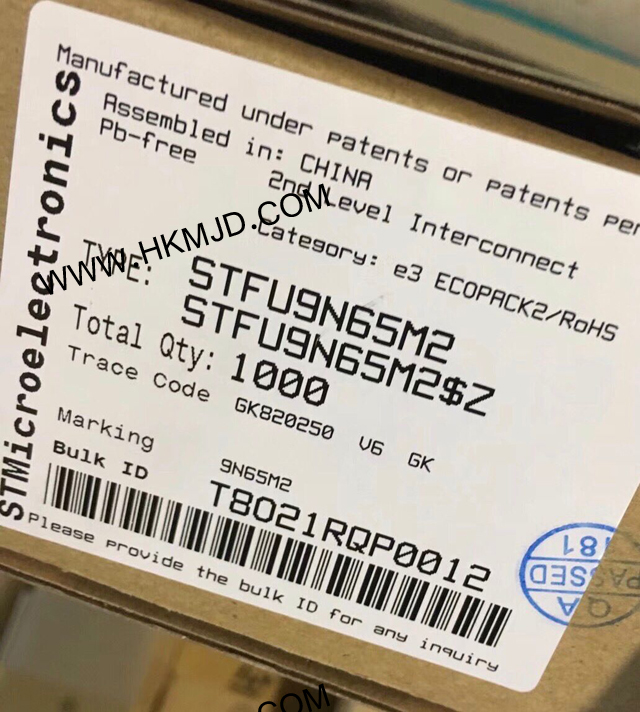 Manufactured under patents or patents
Assembled in: CHINA
Pb-free
2nd Level Interconnect
Category: e3 ECOPACK2/RoHS
TYPE: STFU9N65M2
STFU9N65M2$Z
Total Qty: 1000
Trace Code GK820250 V6 GK
Marking 9N65M2
Bulk ID T8021RQP0012
Please provide the bulk ID for any inquiry
STMicroelectronics
WWW.HKMJD.COM
181
PASSED
QA
.COM